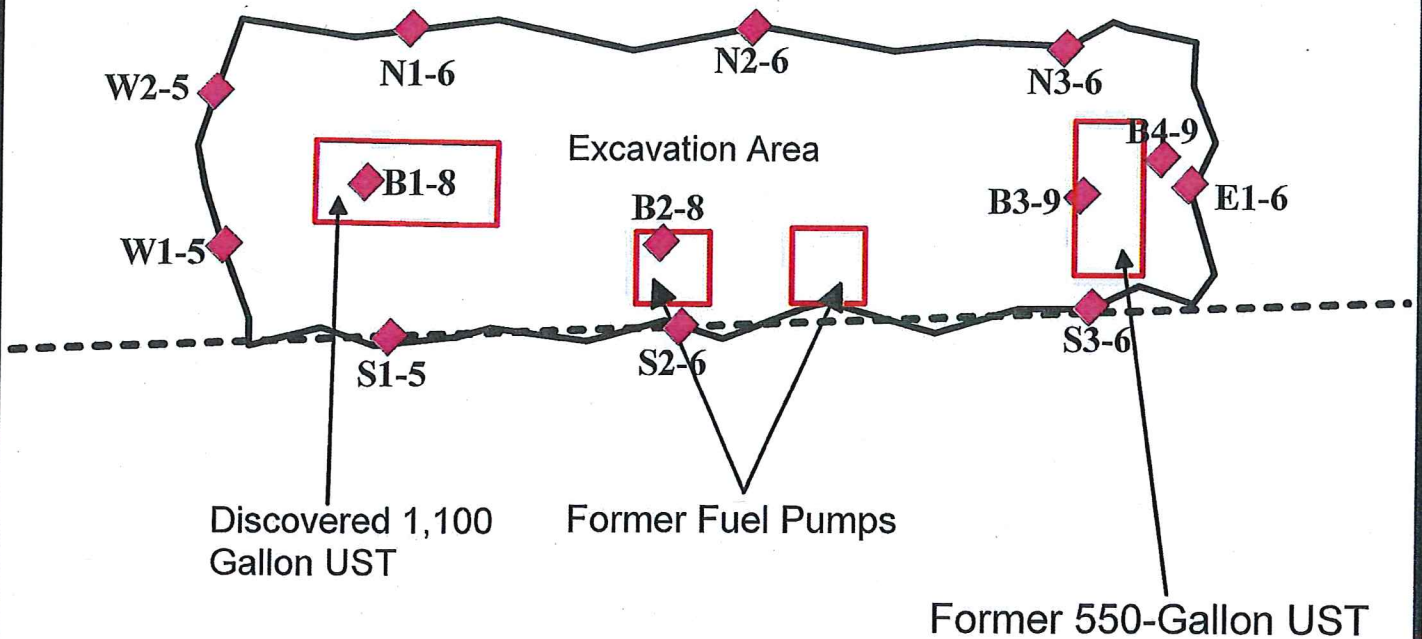 N1-6
N2-6
N3-6
W2-5
Excavation Area
B4-9
B1-8
B2-8
B3-9
E1-6
W1-5
S1-5
S2-6
S3-6
Discovered 1,100
Gallon UST
Former Fuel Pumps
Former 550-Gallon UST